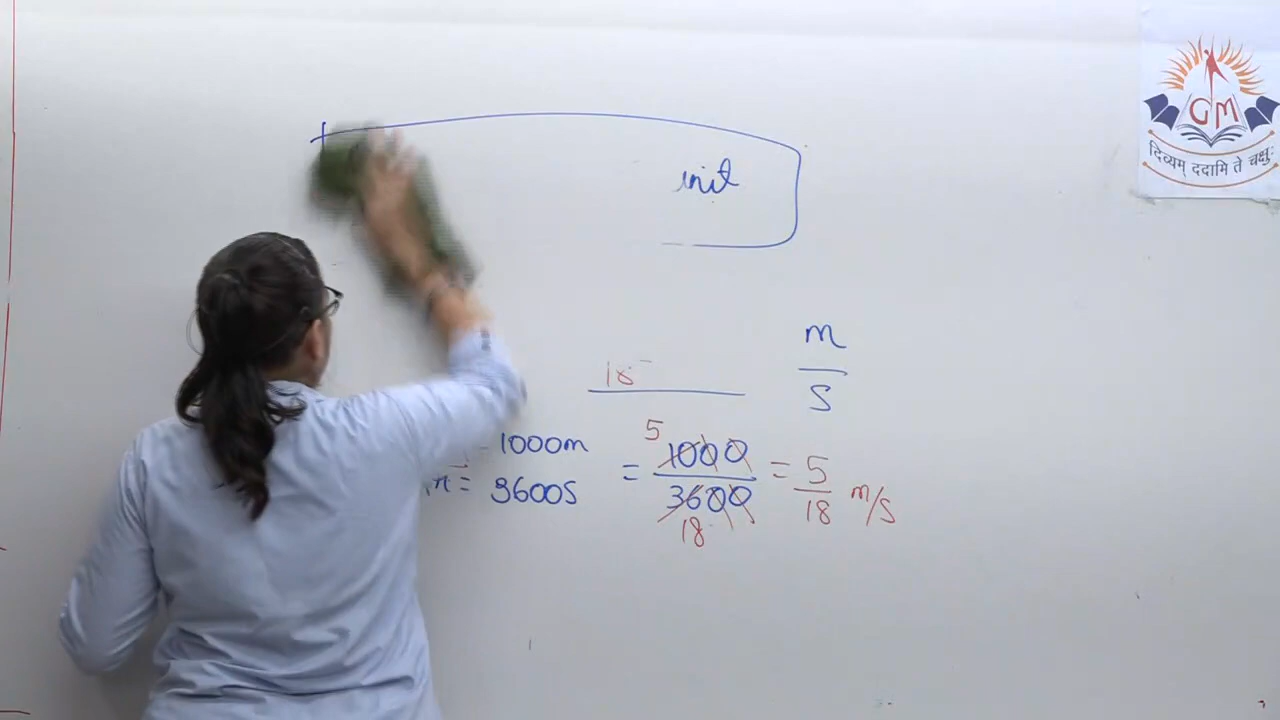 GM
दिव्यम् ददामि ते चक्षुः
unit
m
18
S
1000m
5 1000 5
= =
3600S 3600 18 m/s
18